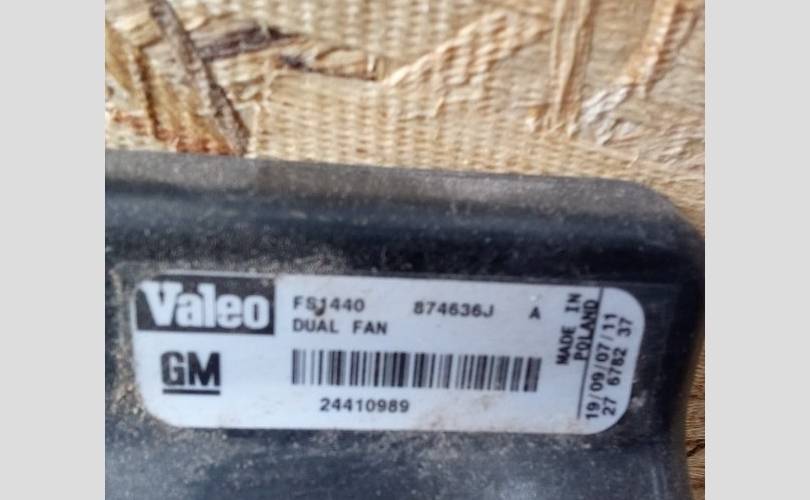 Valeo
FS1440 874636J A
DUAL FAN
GM
24410989
MADE IN
POLAND
19/09/07/11
27 6782 37